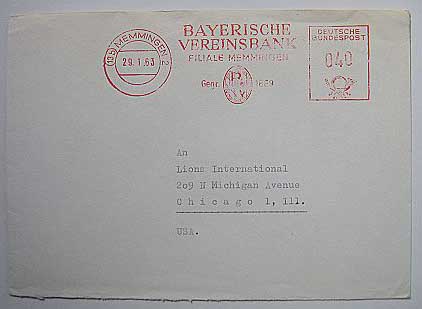 (13b) MEMMINGEN
29.1.63
BAYERISCHE
VEREINSBANK
FILIALE MEMMINGEN
Gegr. 1869
DEUTSCHE
BUNDESPOST
040
An
Lions International
209 N Michigan Avenue
Chicago 1, Ill.
USA.